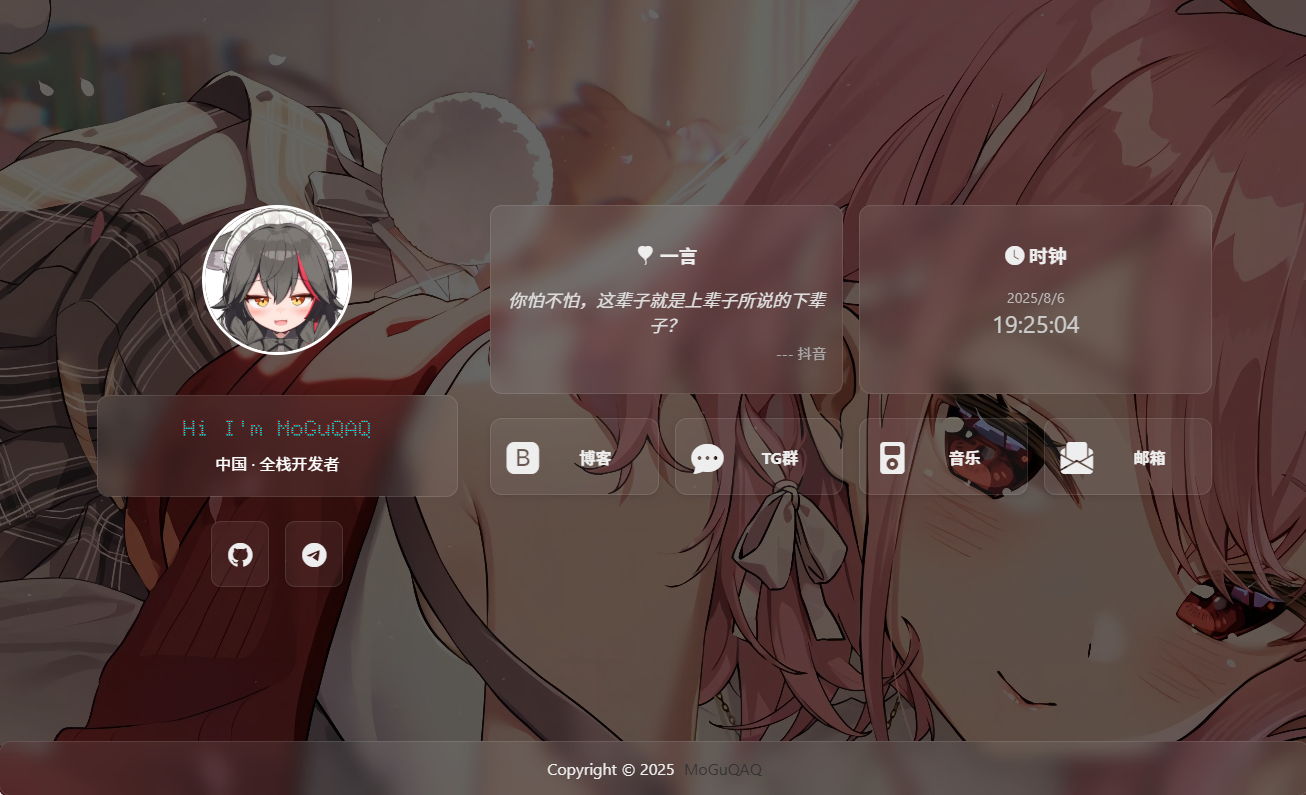 Hi I'm MoGuQAQ
中国 · 全栈开发者
一言
你怕不怕，这辈子就是上辈子所说的下辈
子？
--- 抖音
时钟
2025/8/6
19:25:04
B 博客
TG群
音乐
邮箱
Copyright © 2025 MoGuQAQ